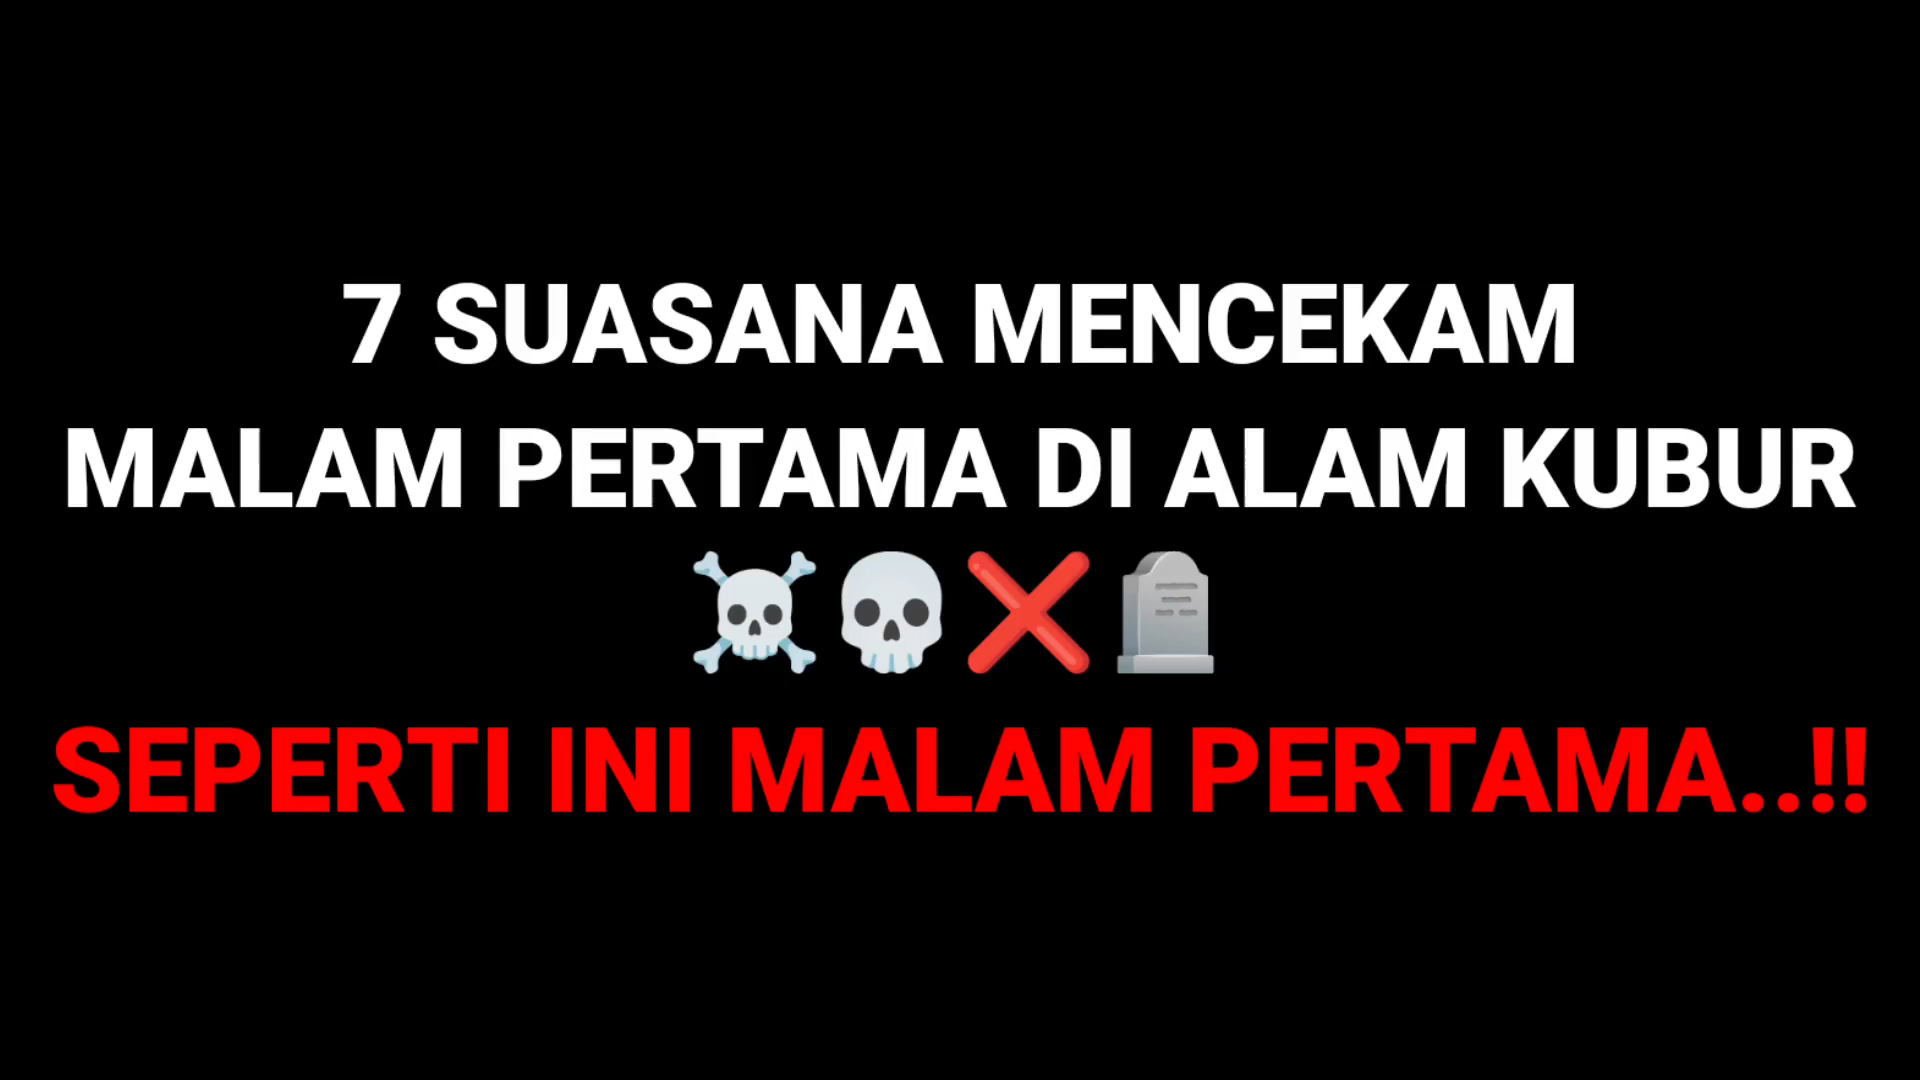 7 SUASANA MENCEKAM
MALAM PERTAMA DI ALAM KUBUR
☠️💀❌🪦
SEPERTI INI MALAM PERTAMA..!!